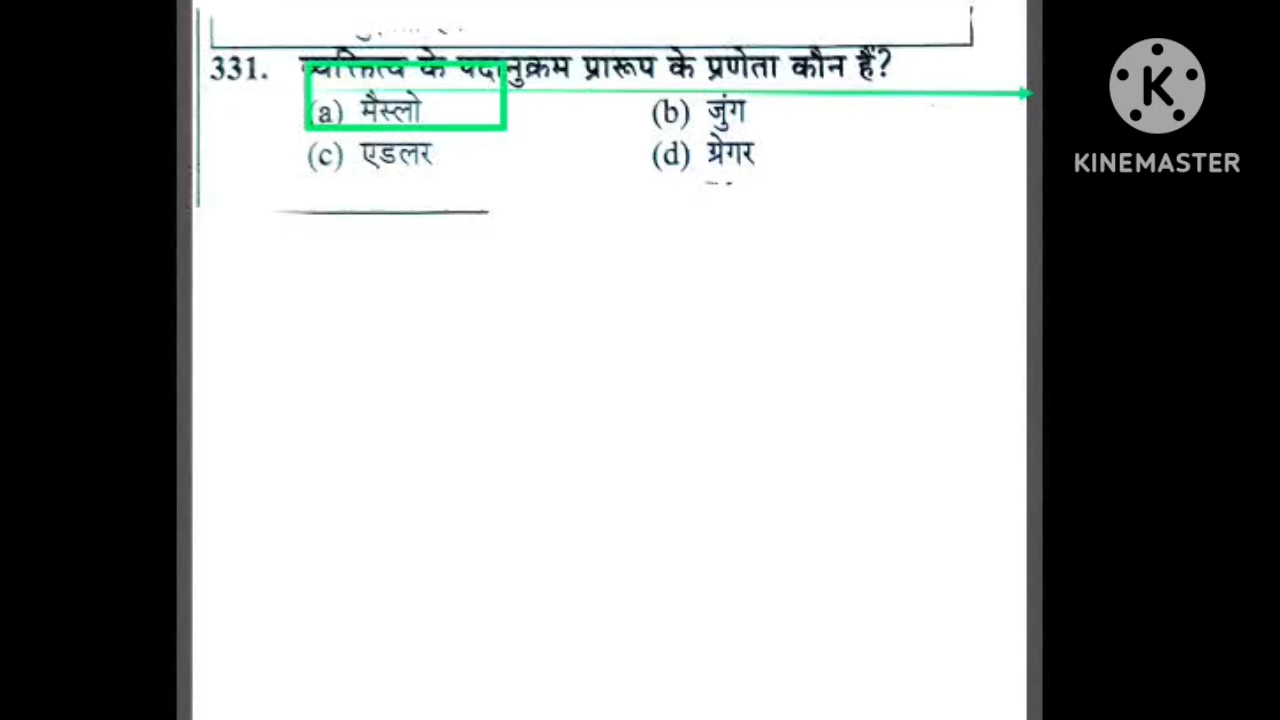 331. व्यक्तित्व के पदानुक्रम प्रारूप के प्रणेता कौन हैं?
(a) मैस्लो (b) जुंग
(c) एडलर (d) ग्रेगर
K
KINEMASTER